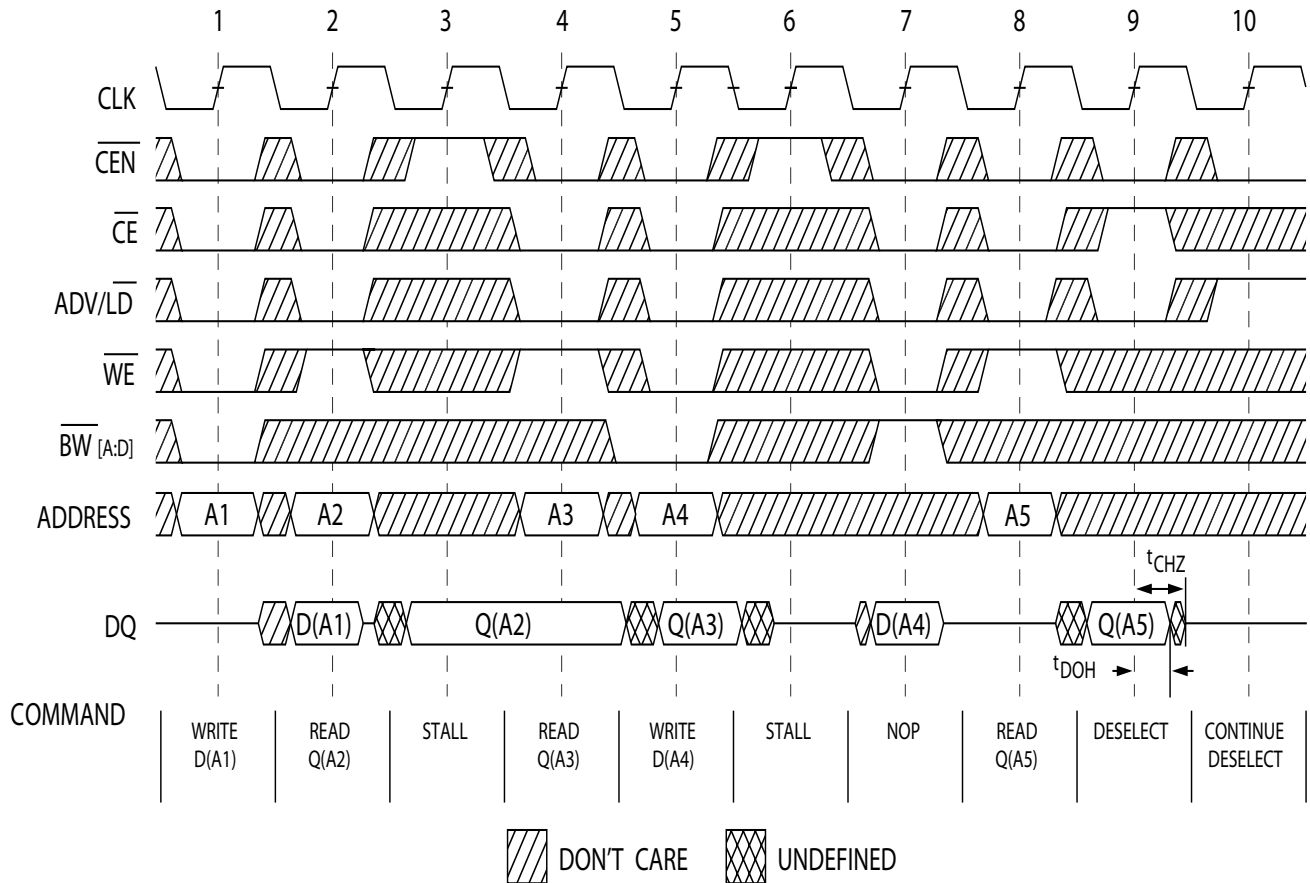 1 2 3 4 5 6 7 8 9 10
CLK
CEN
CE
ADV/LD
WE
BW [A:D]
ADDRESS A1 A2 A3 A4 A5
tCHZ
DQ D(A1) Q(A2) Q(A3) D(A4) Q(A5)
tDOH
COMMAND
WRITE READ STALL READ WRITE STALL NOP READ DESELECT CONTINUE
D(A1) Q(A2) Q(A3) D(A4) Q(A5) DESELECT
DON'T CARE UNDEFINED